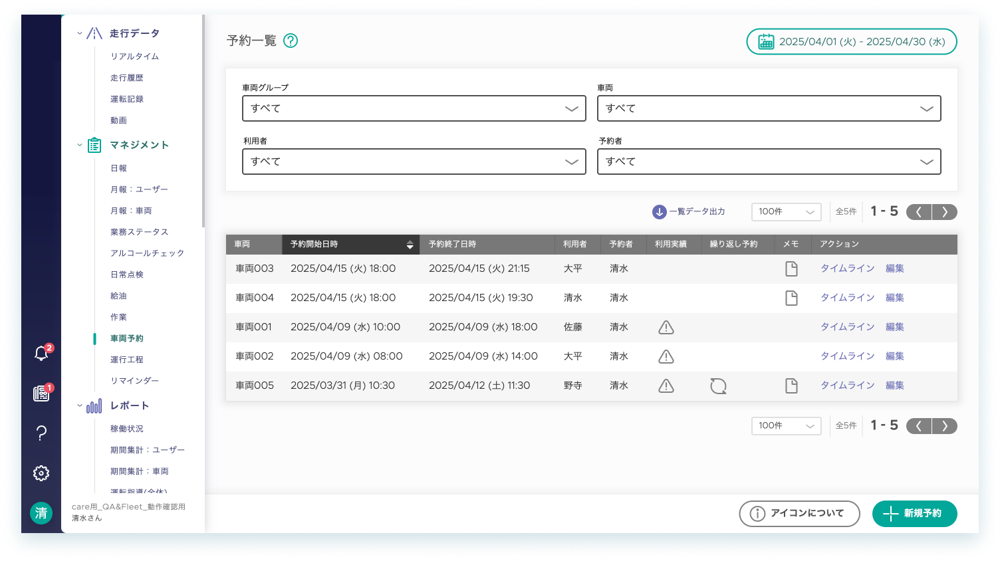 走行データ
リアルタイム
走行履歴
運転記録
動画
マネジメント
日報
月報：ユーザー
月報：車両
業務ステータス
アルコールチェック
日常点検
給油
作業
車両予約
運行工程
リマインダー
レポート
稼働状況
期間集計：ユーザー
期間集計：車両
運転指導(全体)
care用_QA&Fleet_動作確認用
清水さん
2
1
清
予約一覧 ?
2025/04/01 (火) ~ 2025/04/30 (水)
車両グループ 車両
すべて すべて
利用者 予約者
すべて すべて
一覧データ出力 100件 全5件 1 - 5
車両 予約開始日時 予約終了日時 利用者 予約者 利用実績 繰り返し予約 メモ アクション
車両003 2025/04/15 (火) 18:00 2025/04/15 (火) 21:15 大平 清水 タイムライン 編集
車両004 2025/04/15 (火) 18:00 2025/04/15 (火) 19:30 清水 清水 タイムライン 編集
車両001 2025/04/09 (水) 10:00 2025/04/09 (水) 18:00 佐藤 清水 タイムライン 編集
車両002 2025/04/09 (水) 08:00 2025/04/09 (水) 14:00 大平 清水 タイムライン 編集
車両005 2025/03/31 (月) 10:30 2025/04/12 (土) 11:30 野寺 清水 タイムライン 編集
100件 全5件 1 - 5
アイコンについて 新規予約